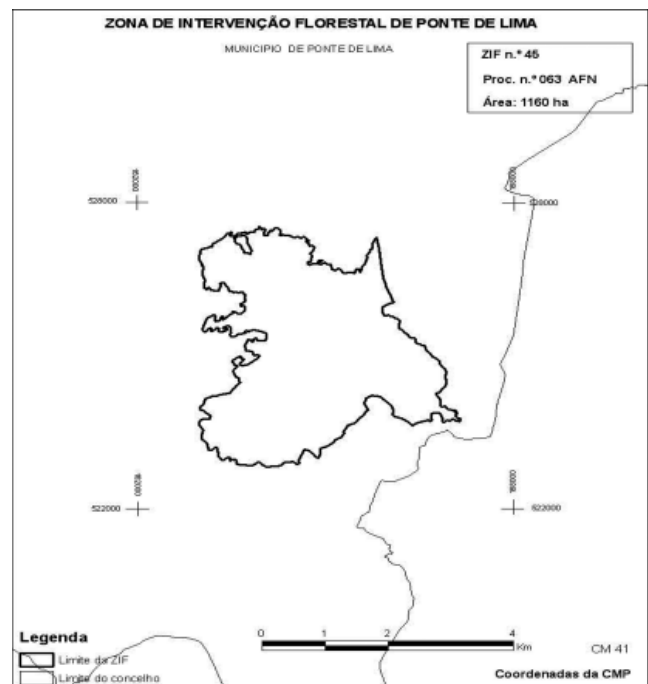 ZONA DE INTERVENÇÃO FLORESTAL DE PONTE DE LIMA
MUNICIPIO DE PONTE DE LIMA
ZIF n.º 45
Proc. n.º 063 AFN
Área: 1160 ha
528000
528000
522000
522000
Legenda
Limite da ZIF
Limite do concelho
0 1 2 4
Km
CM 41
Coordenadas da CMP